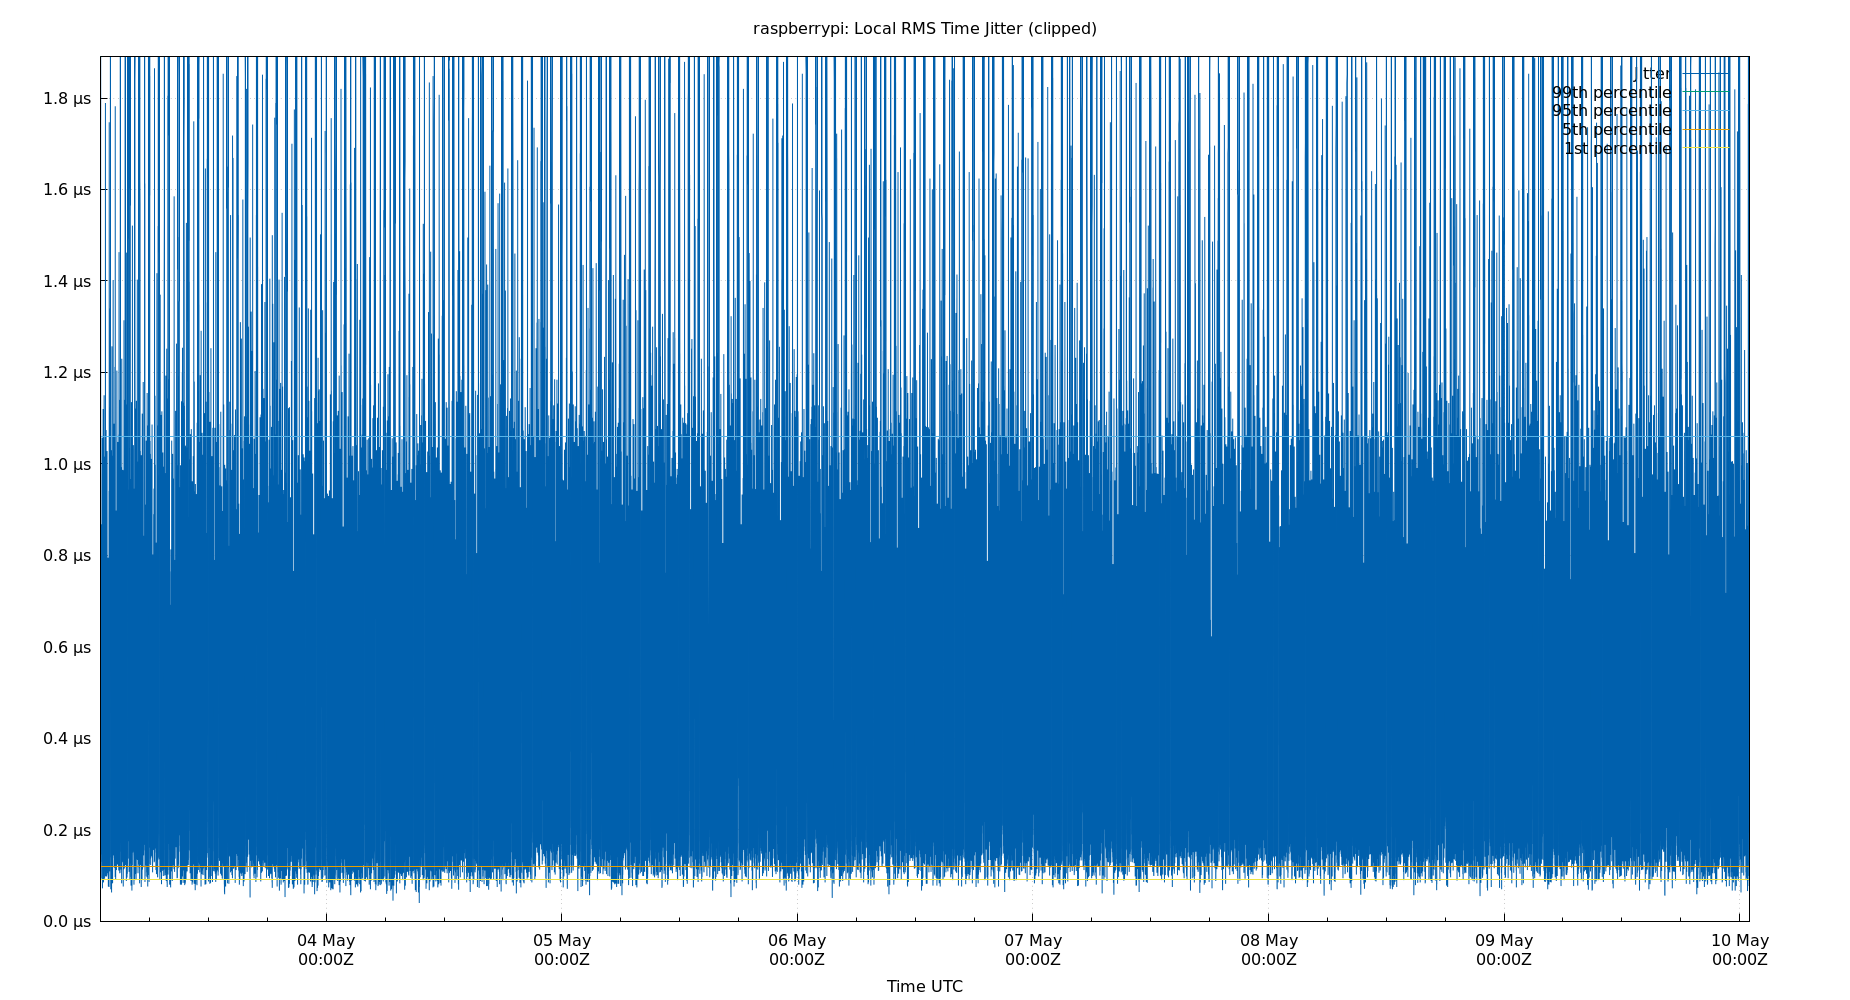 raspberrypi: Local RMS Time Jitter (clipped)
jitter
99th percentile
95th percentile
5th percentile
1st percentile
1.8 µs
1.6 µs
1.4 µs
1.2 µs
1.0 µs
0.8 µs
0.6 µs
0.4 µs
0.2 µs
0.0 µs
04 May 05 May 06 May 07 May 08 May 09 May 10 May
00:00Z 00:00Z 00:00Z 00:00Z 00:00Z 00:00Z 00:00Z
Time UTC